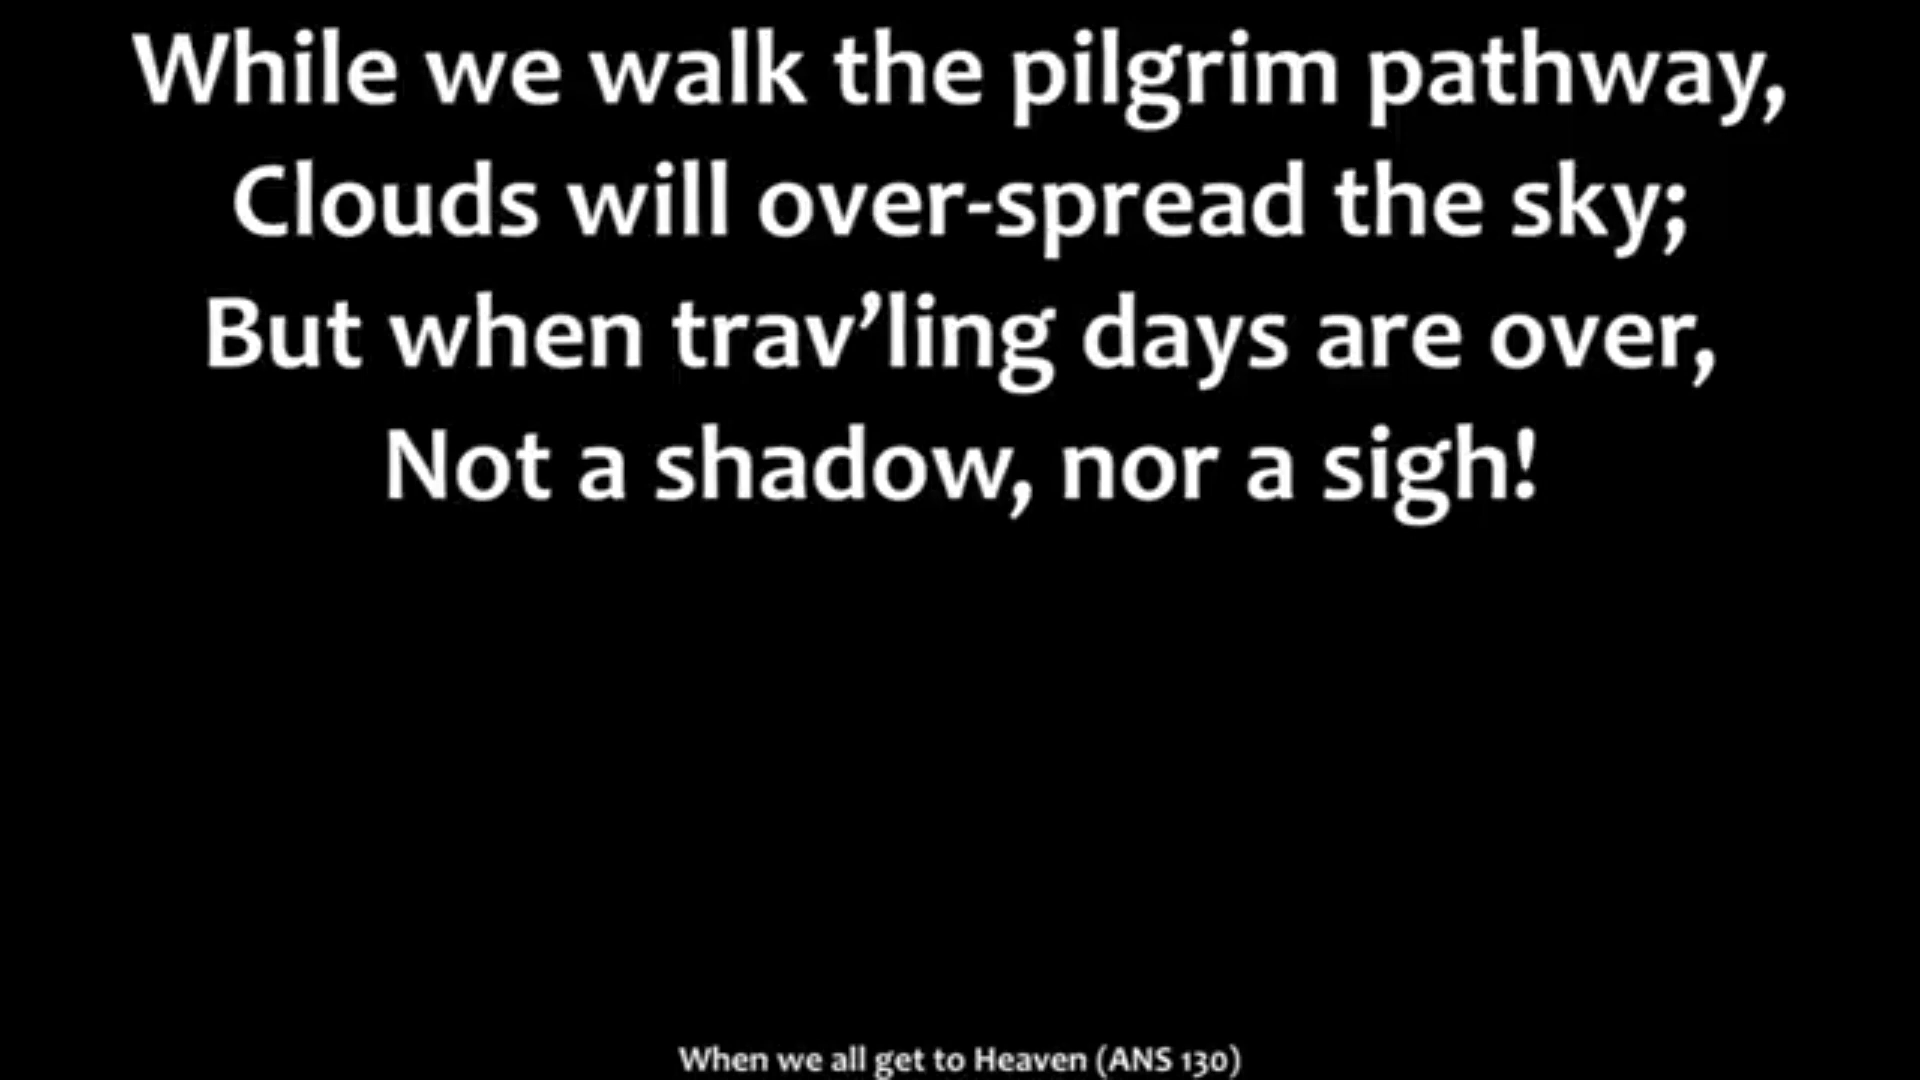 While we walk the pilgrim pathway,
Clouds will over-spread the sky;
But when trav’ling days are over,
Not a shadow, nor a sigh!
When we all get to Heaven (ANS 130)